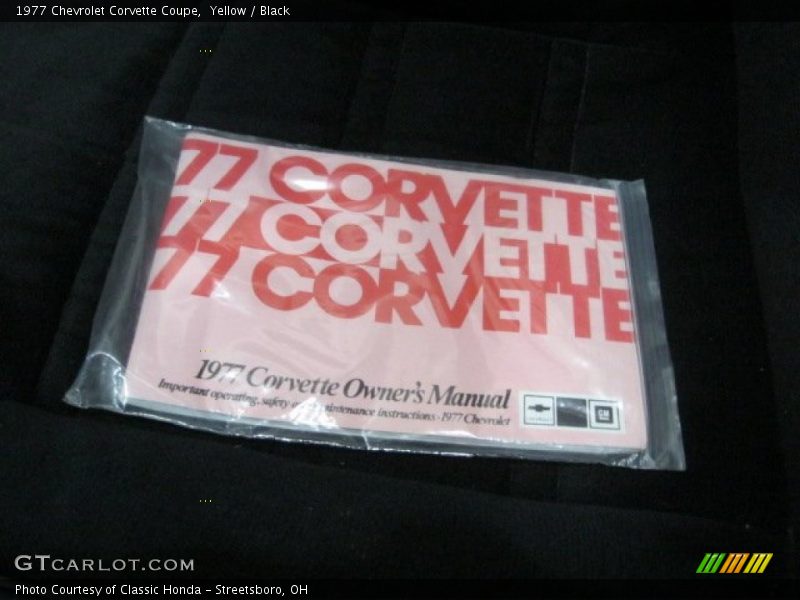 1977 Chevrolet Corvette Coupe,  Yellow / Black
77 CORVETTE
77 CORVETTE
77 CORVETTE
1977 Corvette Owner's Manual
Important operating, safety and maintenance instructions - 1977 Chevrolet
GM
GTCARLOT.COM
Photo Courtesy of Classic Honda - Streetsboro, OH